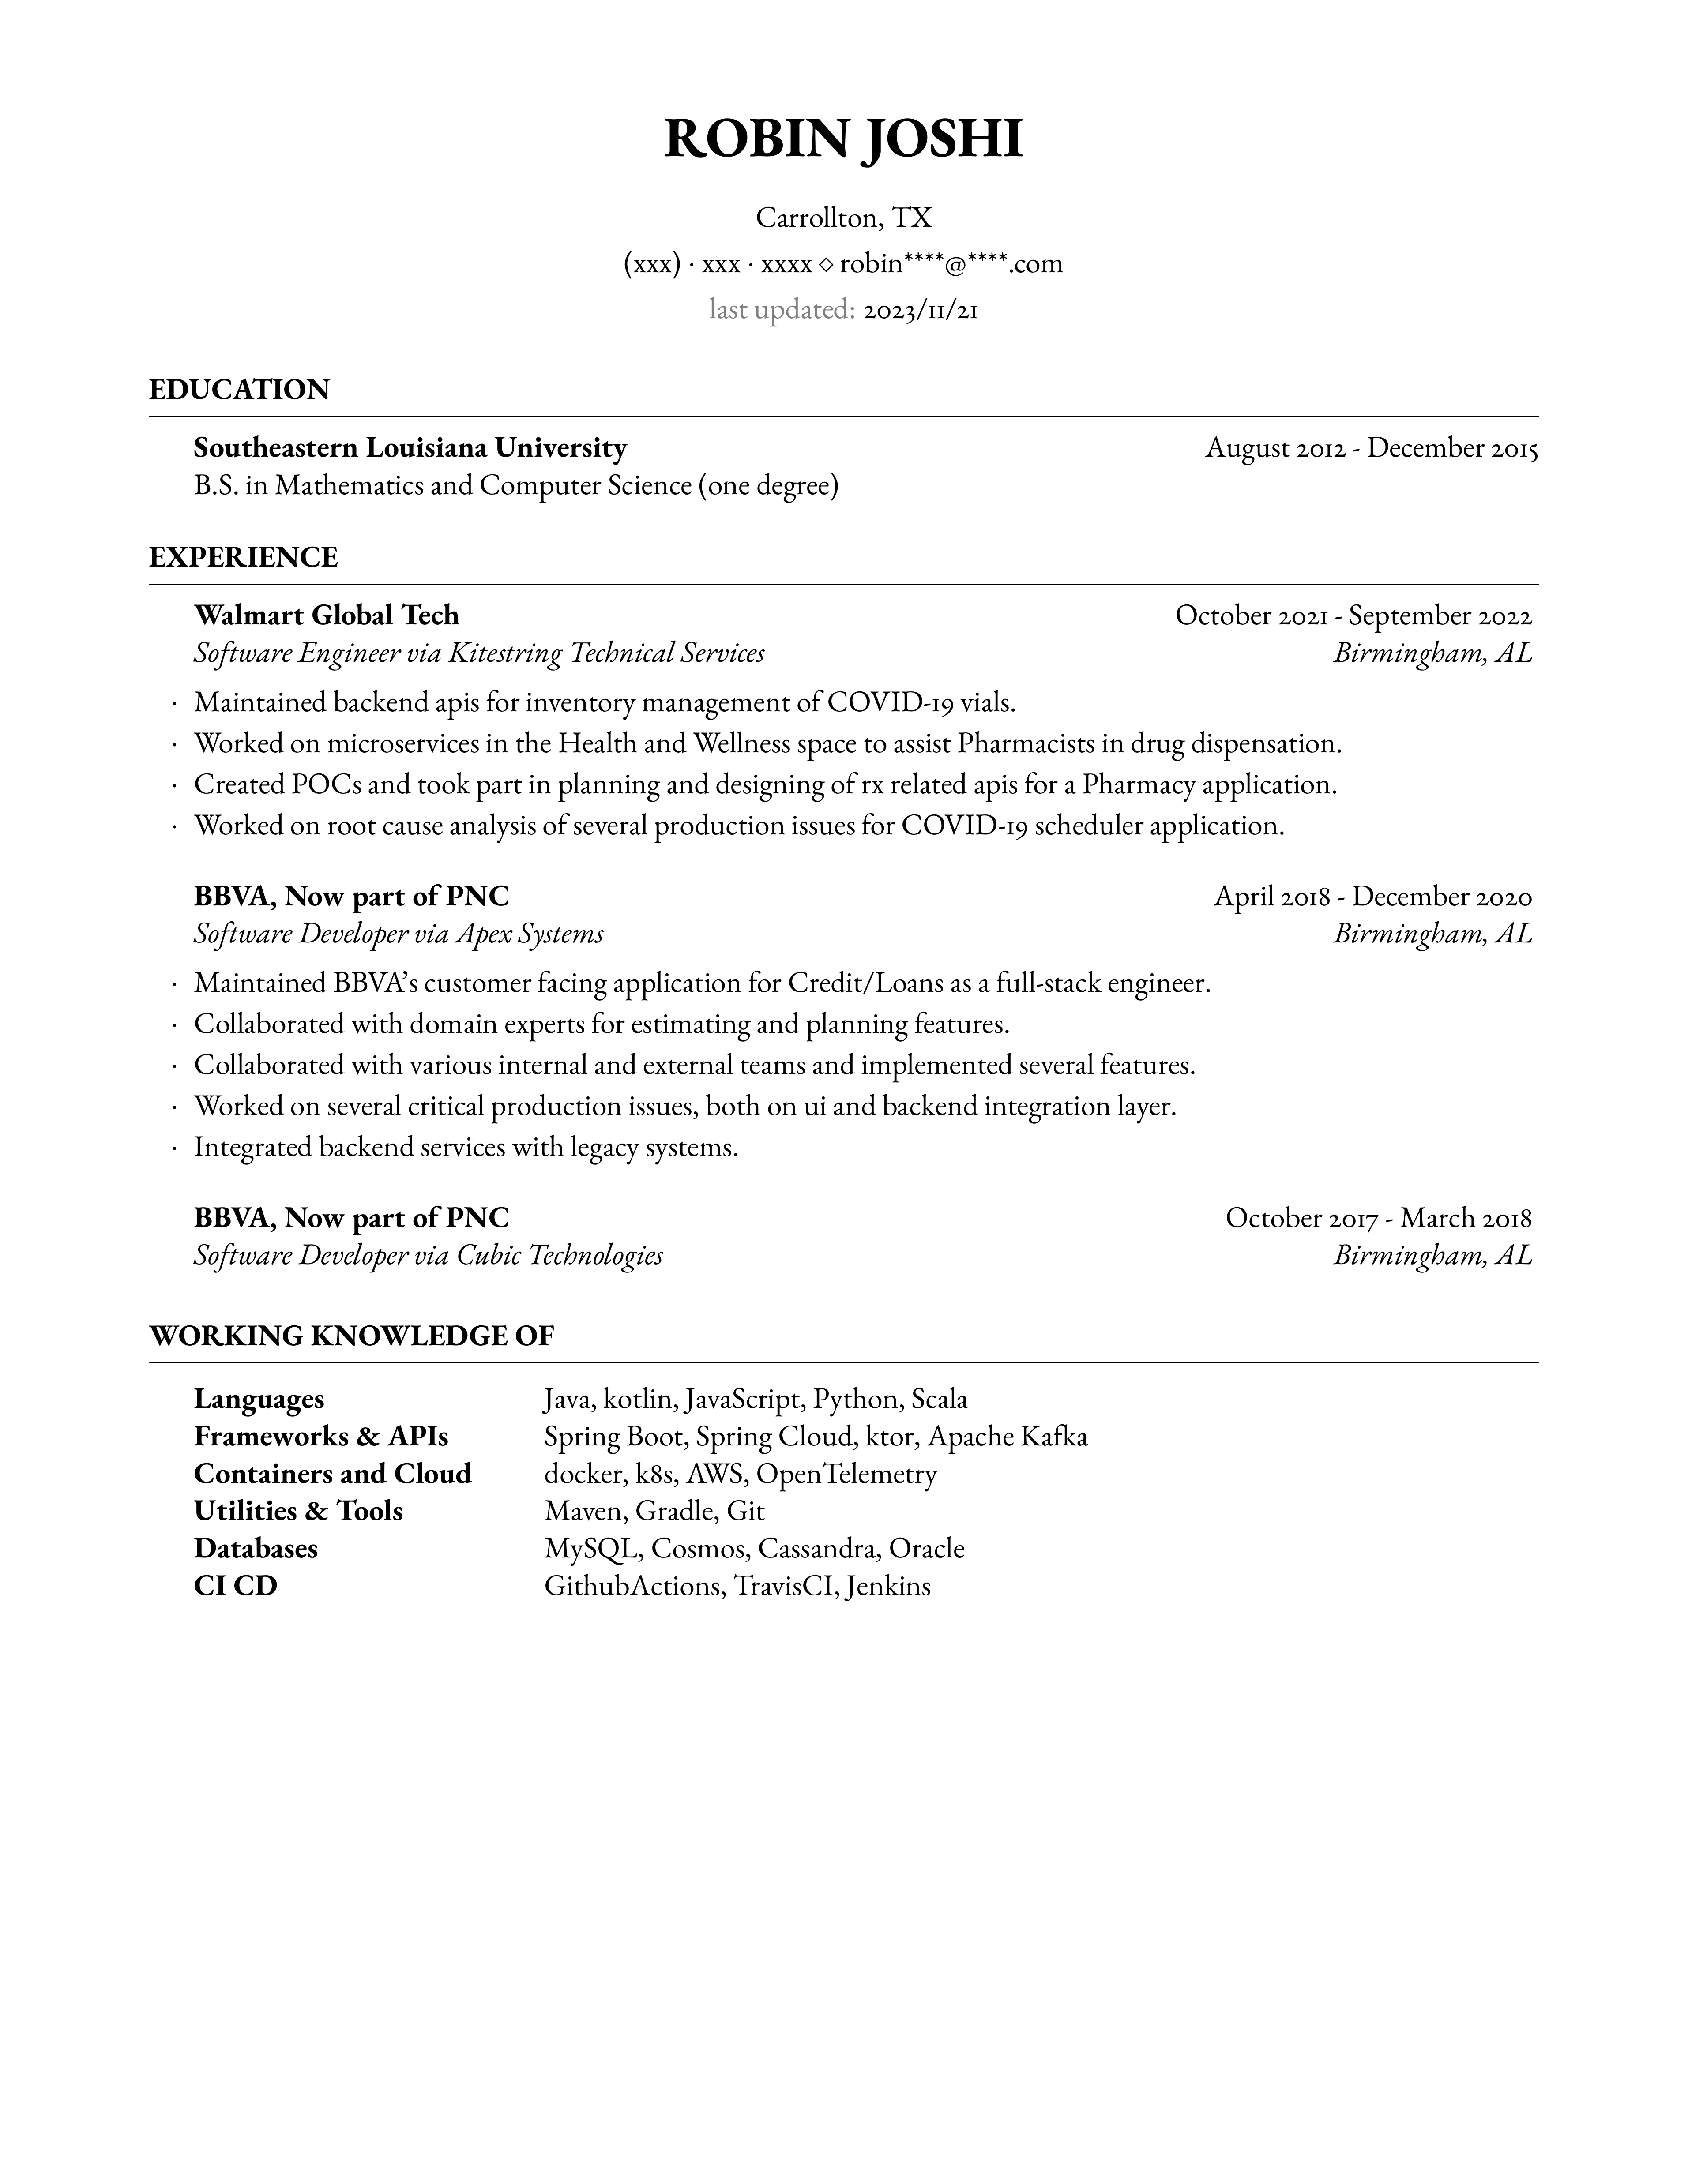 ROBIN JOSHI
Carrollton, TX
(xxx) · xxx · xxxx ⋄ robin****@****.com
last updated: 2023/11/21
EDUCATION
Southeastern Louisiana University August 2012 - December 2015
B.S. in Mathematics and Computer Science (one degree)
EXPERIENCE
Walmart Global Tech October 2021 - September 2022
Software Engineer via Kitestring Technical Services Birmingham, AL
· Maintained backend apis for inventory management of COVID-19 vials.
· Worked on microservices in the Health and Wellness space to assist Pharmacists in drug dispensation.
· Created POCs and took part in planning and designing of rx related apis for a Pharmacy application.
· Worked on root cause analysis of several production issues for COVID-19 scheduler application.
BBVA, Now part of PNC April 2018 - December 2020
Software Developer via Apex Systems Birmingham, AL
· Maintained BBVA’s customer facing application for Credit/Loans as a full-stack engineer.
· Collaborated with domain experts for estimating and planning features.
· Collaborated with various internal and external teams and implemented several features.
· Worked on several critical production issues, both on ui and backend integration layer.
· Integrated backend services with legacy systems.
BBVA, Now part of PNC October 2017 - March 2018
Software Developer via Cubic Technologies Birmingham, AL
WORKING KNOWLEDGE OF
Languages Java, kotlin, JavaScript, Python, Scala
Frameworks & APIs Spring Boot, Spring Cloud, ktor, Apache Kafka
Containers and Cloud docker, k8s, AWS, OpenTelemetry
Utilities & Tools Maven, Gradle, Git
Databases MySQL, Cosmos, Cassandra, Oracle
CI CD GithubActions, TravisCI, Jenkins